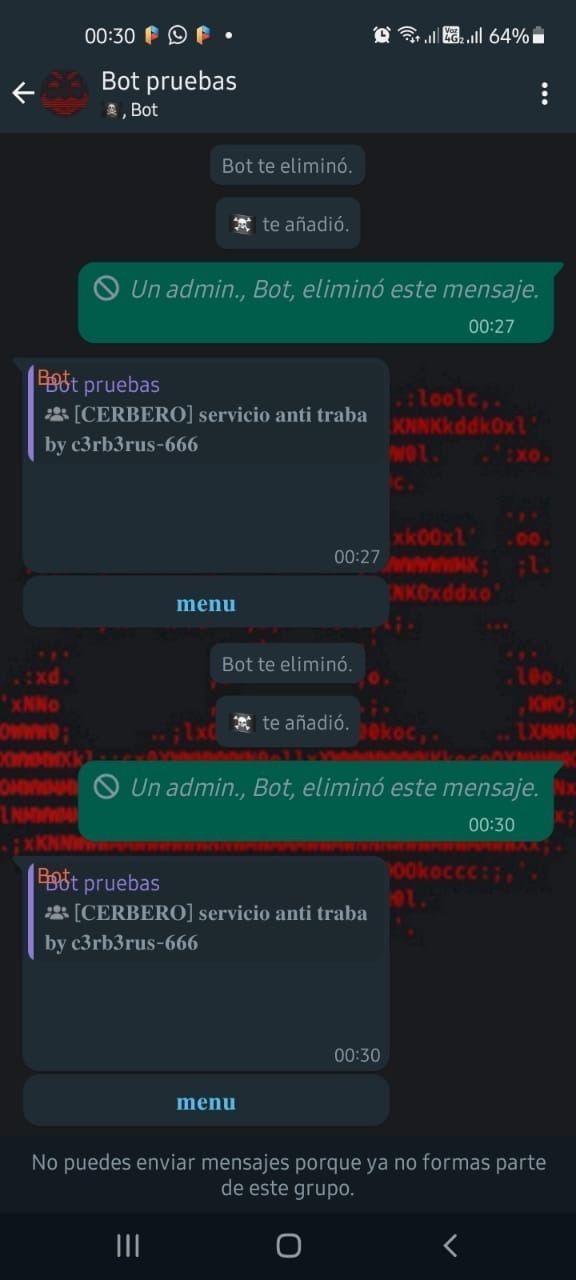 00:30 64%
Bot pruebas
☠, Bot
Bot te eliminó.
☠ te añadió.
Un admin., Bot, eliminó este mensaje.
00:27
Bot
Bot pruebas
[CERBERO] servicio anti traba
by c3rb3rus-666
00:27
menu
Bot te eliminó.
☠ te añadió.
Un admin., Bot, eliminó este mensaje.
00:30
Bot
Bot pruebas
[CERBERO] servicio anti traba
by c3rb3rus-666
00:30
menu
No puedes enviar mensajes porque ya no formas parte
de este grupo.